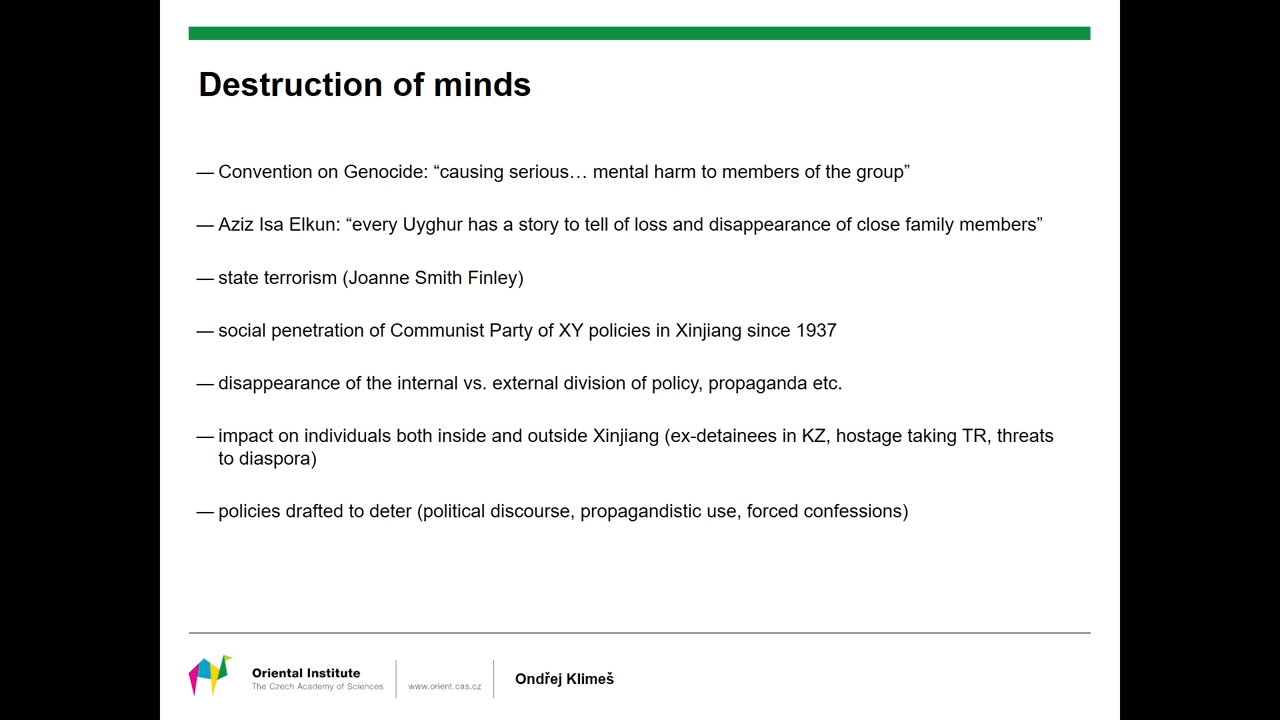 Destruction of minds
— Convention on Genocide: “causing serious… mental harm to members of the group”
— Aziz Isa Elkun: “every Uyghur has a story to tell of loss and disappearance of close family members”
— state terrorism (Joanne Smith Finley)
— social penetration of Communist Party of XY policies in Xinjiang since 1937
— disappearance of the internal vs. external division of policy, propaganda etc.
— impact on individuals both inside and outside Xinjiang (ex-detainees in KZ, hostage taking TR, threats
to diaspora)
— policies drafted to deter (political discourse, propagandistic use, forced confessions)
Oriental Institute
The Czech Academy of Sciences
www.orient.cas.cz
Ondřej Klimeš